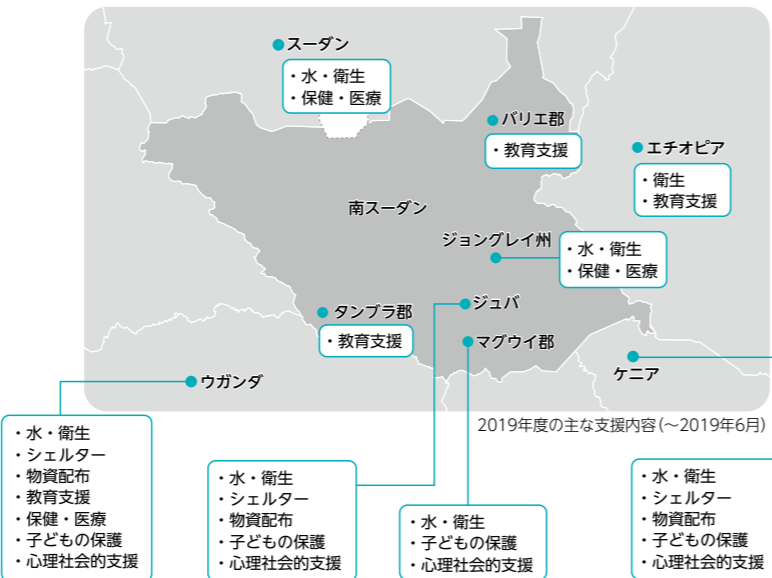 スーダン
・水・衛生
・保健・医療
バリエ郡
・教育支援
エチオピア
・衛生
・教育支援
南スーダン
ジョングレイ州
・水・衛生
・保健・医療
タンブラ郡
・教育支援
ジュバ
マグウイ郡
ケニア
ウガンダ
2019年度の主な支援内容(~2019年6月)
・水・衛生
・シェルター
・物資配布
・教育支援
・保健・医療
・子どもの保護
・心理社会的支援
・水・衛生
・シェルター
・物資配布
・子どもの保護
・心理社会的支援
・水・衛生
・子どもの保護
・心理社会的支援
・水・衛生
・シェルター
・物資配布
・子どもの保護
・心理社会的支援